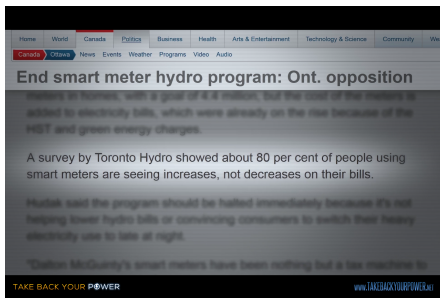 Home World Canada Politics Business Health Arts & Entertainment Technology & Science Community We
Canada Ottawa News Events Weather Programs Video Audio
End smart meter hydro program: Ont. opposition
meters in homes, with a goal of 4.4 million, but the cost of the meters is
added to electricity bills, which were already on the rise because of the
HST and green energy charges.
A survey by Toronto Hydro showed about 80 per cent of people using
smart meters are seeing increases, not decreases on their bills.
Hudak said the program should be halted immediately because it's not
helping lower hydro bills or convincing consumers to switch their heavy
electricity use to late at night.
"Dalton McGuinty's smart meters have been nothing but a tax machine to
TAKE BACK YOUR POWER www.TAKEBACKYOURPOWER.NET